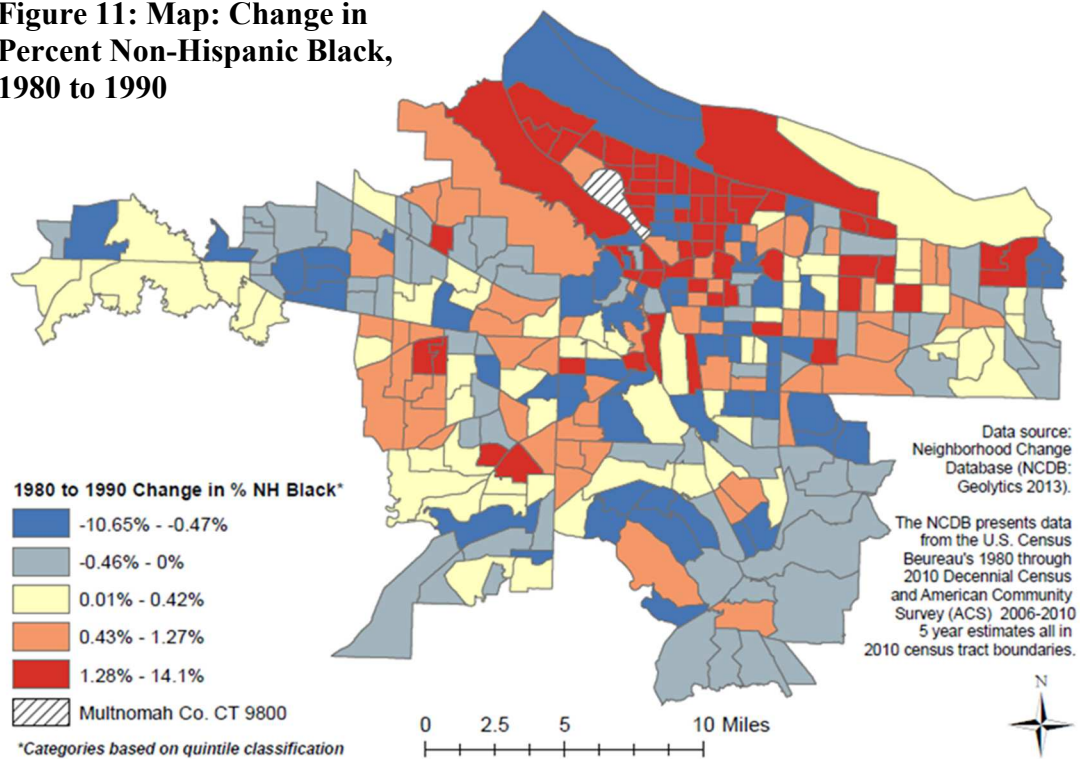 Figure 11: Map: Change in
Percent Non-Hispanic Black,
1980 to 1990
1980 to 1990 Change in % NH Black*
-10.65% - -0.47%
-0.46% - 0%
0.01% - 0.42%
0.43% - 1.27%
1.28% - 14.1%
Multnomah Co. CT 9800
*Categories based on quintile classification
0 2.5 5 10 Miles
Data source:
Neighborhood Change
Database (NCDB:
Geolytics 2013).
The NCDB presents data
from the U.S. Census
Beureau's 1980 through
2010 Decennial Census
and American Community
Survey (ACS) 2006-2010
5 year estimates all in
2010 census tract boundaries.
N